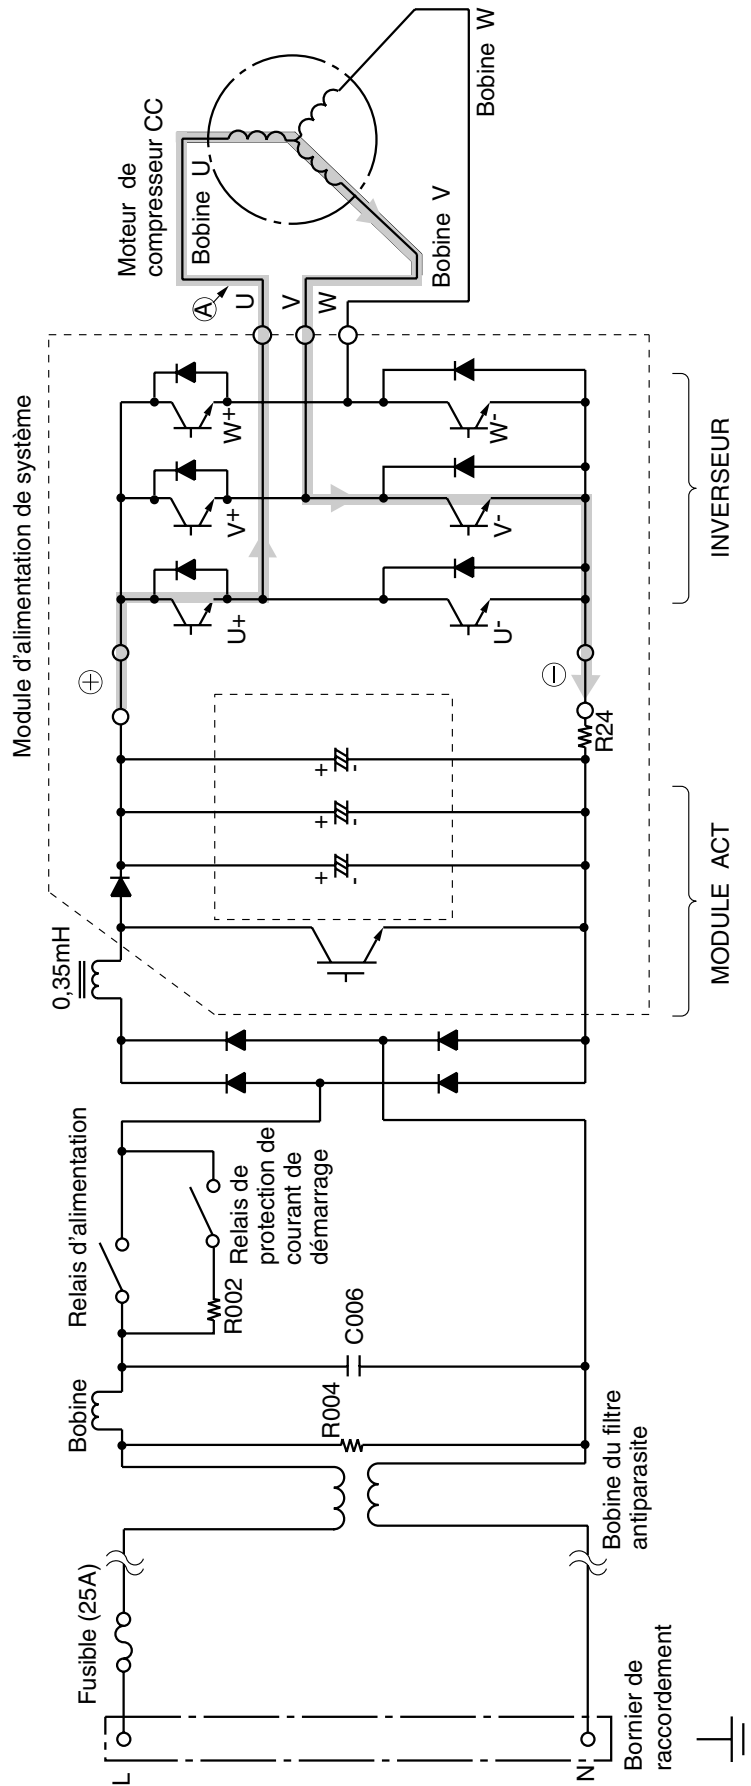 L
N
Bornier de
raccordement
Fusible (25A)
Bobine du filtre
antiparasite
Bobine
R004
C006
Relais d'alimentation
R002
Relais de
protection de
courant de
démarrage
0,35mH
MODULE ACT
Module d'alimentation de système
+
-
+
-
+
-
R24
+
−
U+
V+
W+
U-
V-
W-
INVERSEUR
A
U
V
W
Moteur de
compresseur CC
Bobine U
Bobine V
Bobine W